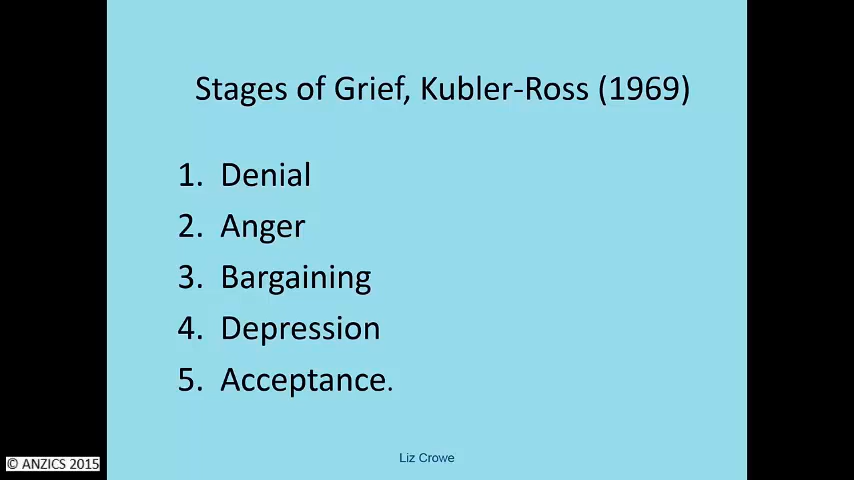 Stages of Grief, Kubler-Ross (1969)
1. Denial
2. Anger
3. Bargaining
4. Depression
5. Acceptance.
Liz Crowe
© ANZICS 2015